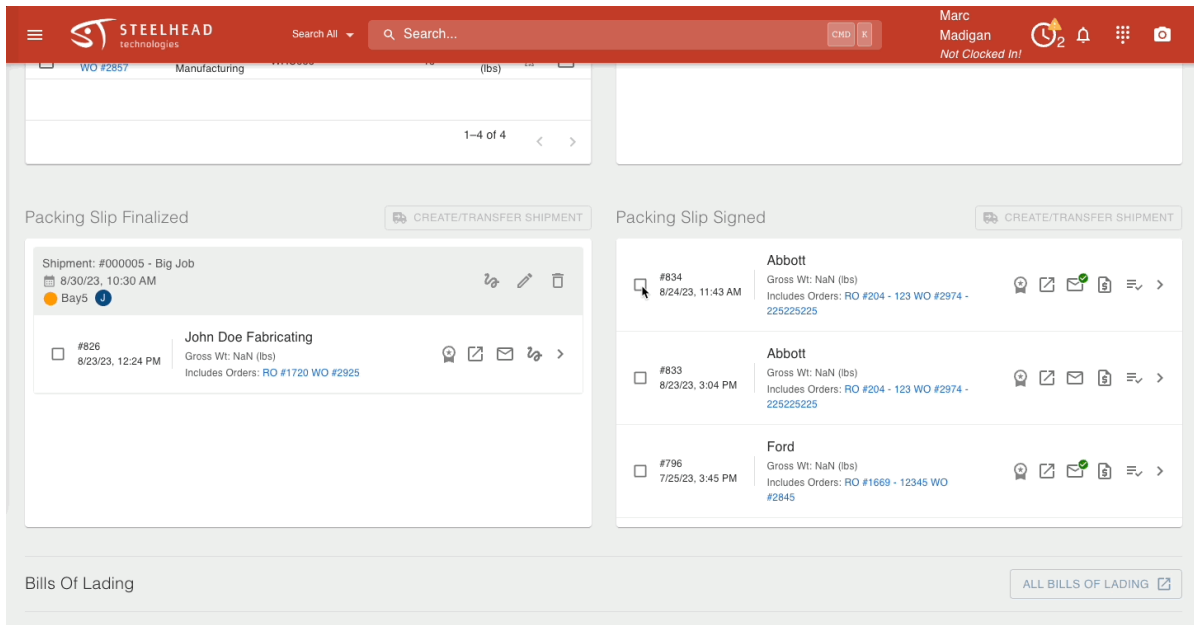 STEELHEAD
technologies
Search All
Search...
CMD K
Marc
Madigan
Not Clocked In!
2
WO #2857
Manufacturing
(lbs)
1–4 of 4
Packing Slip Finalized
CREATE/TRANSFER SHIPMENT
Shipment: #000005 - Big Job
8/30/23, 10:30 AM
Bay5 J
#826
8/23/23, 12:24 PM
John Doe Fabricating
Gross Wt: NaN (lbs)
Includes Orders: RO #1720 WO #2925
Packing Slip Signed
CREATE/TRANSFER SHIPMENT
#834
8/24/23, 11:43 AM
Abbott
Gross Wt: NaN (lbs)
Includes Orders: RO #204 - 123 WO #2974 -
225225225
#833
8/23/23, 3:04 PM
Abbott
Gross Wt: NaN (lbs)
Includes Orders: RO #204 - 123 WO #2974 -
225225225
#796
7/25/23, 3:45 PM
Ford
Gross Wt: NaN (lbs)
Includes Orders: RO #1669 - 12345 WO
#2845
Bills Of Lading
ALL BILLS OF LADING